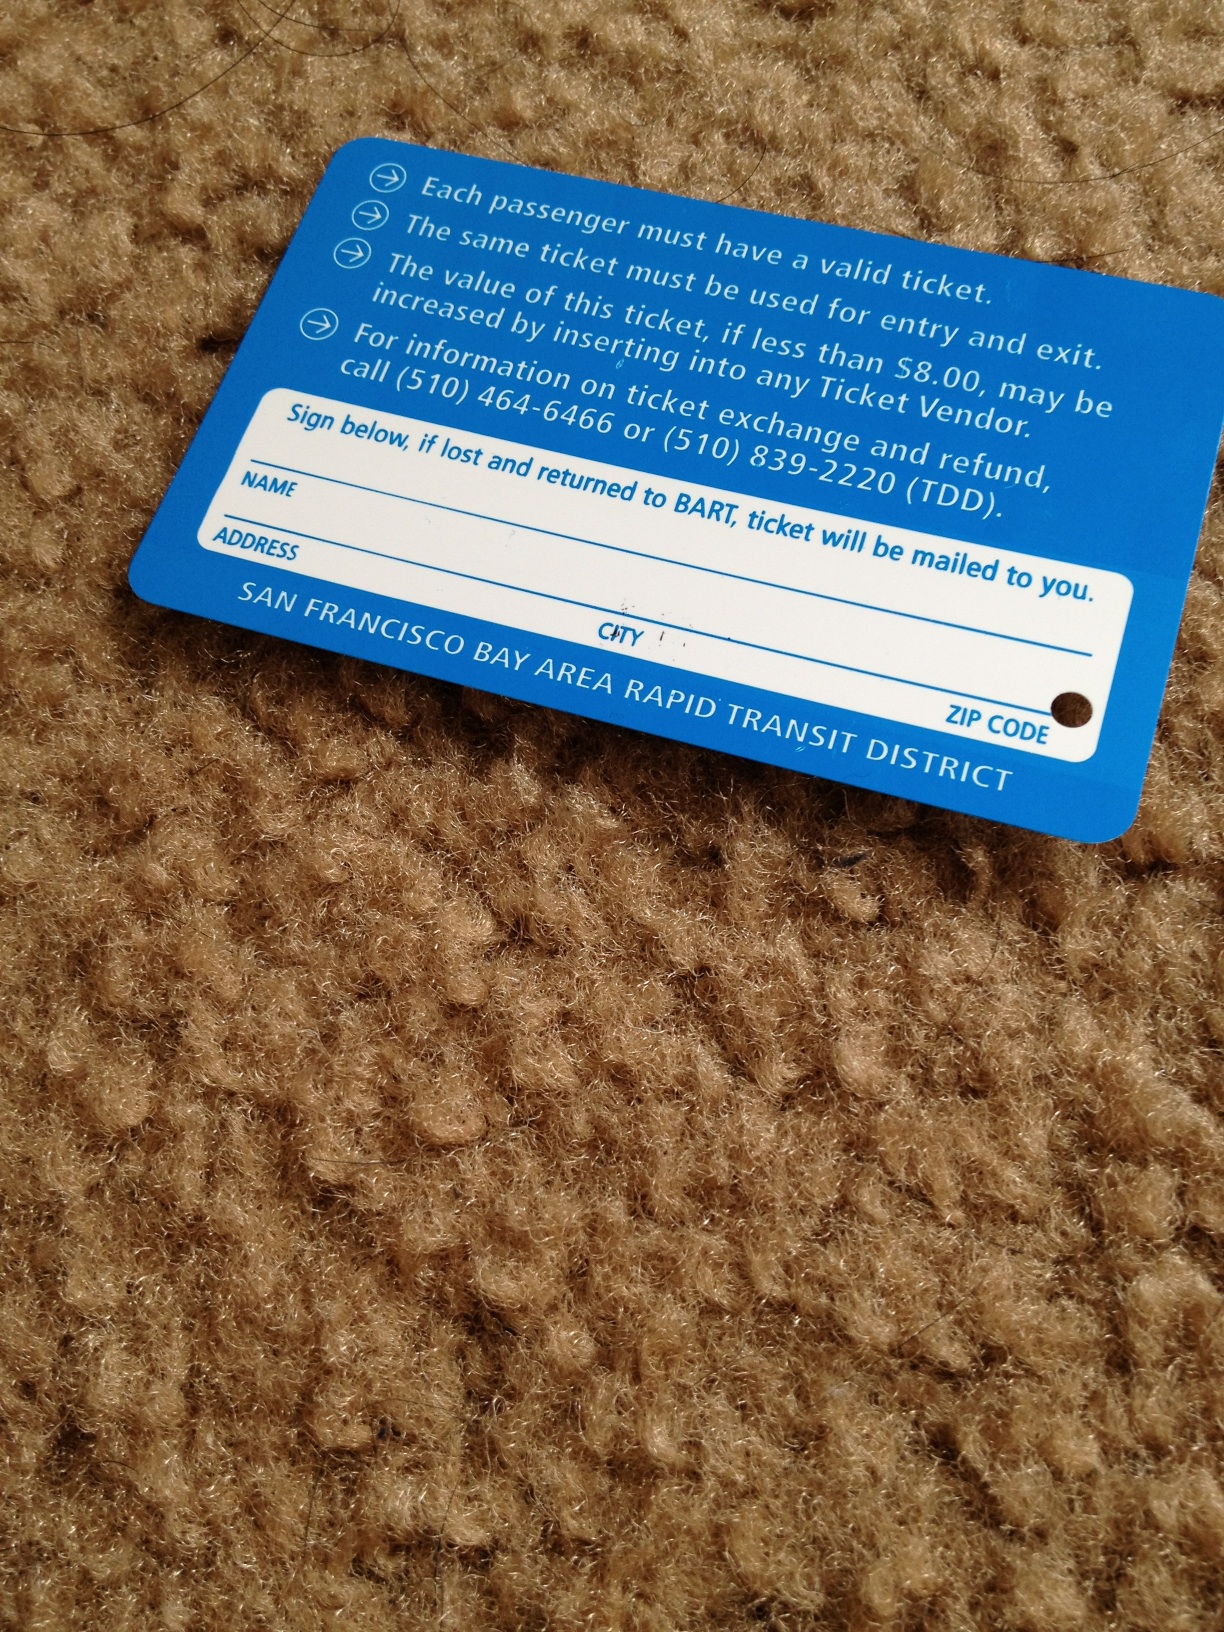 Each passenger must have a valid ticket.
The same ticket must be used for entry and exit.
The value of this ticket, if less than $8.00, may be
increased by inserting into any Ticket Vendor.
For information on ticket exchange and refund,
call (510) 464-6466 or (510) 839-2220 (TDD).
Sign below, if lost and returned to BART, ticket will be mailed to you.
NAME
ADDRESS CITY ZIP CODE
SAN FRANCISCO BAY AREA RAPID TRANSIT DISTRICT